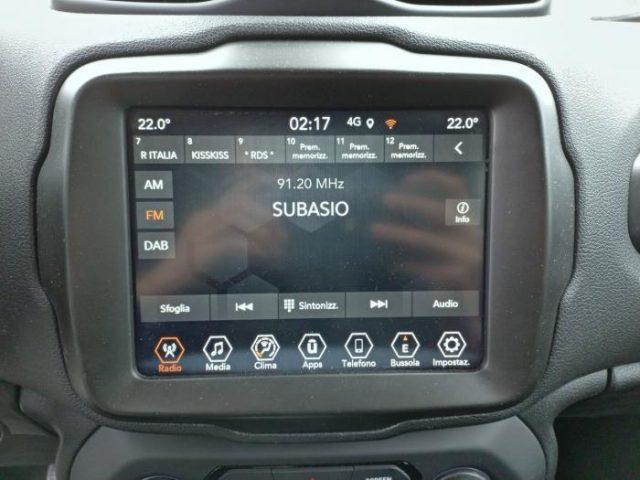 22.0° 02:17 4G 22.0°
7 8 9 10 11 12
R ITALIA KISSKISS * RDS * Prem. memorizz. Prem. memorizz. Prem. memorizz.
AM 91.20 MHz
FM SUBASIO Info
DAB
Sfoglia Sintonizz. Audio
E
Radio Media Clima Apps Telefono Bussola Impostaz.
SCREEN